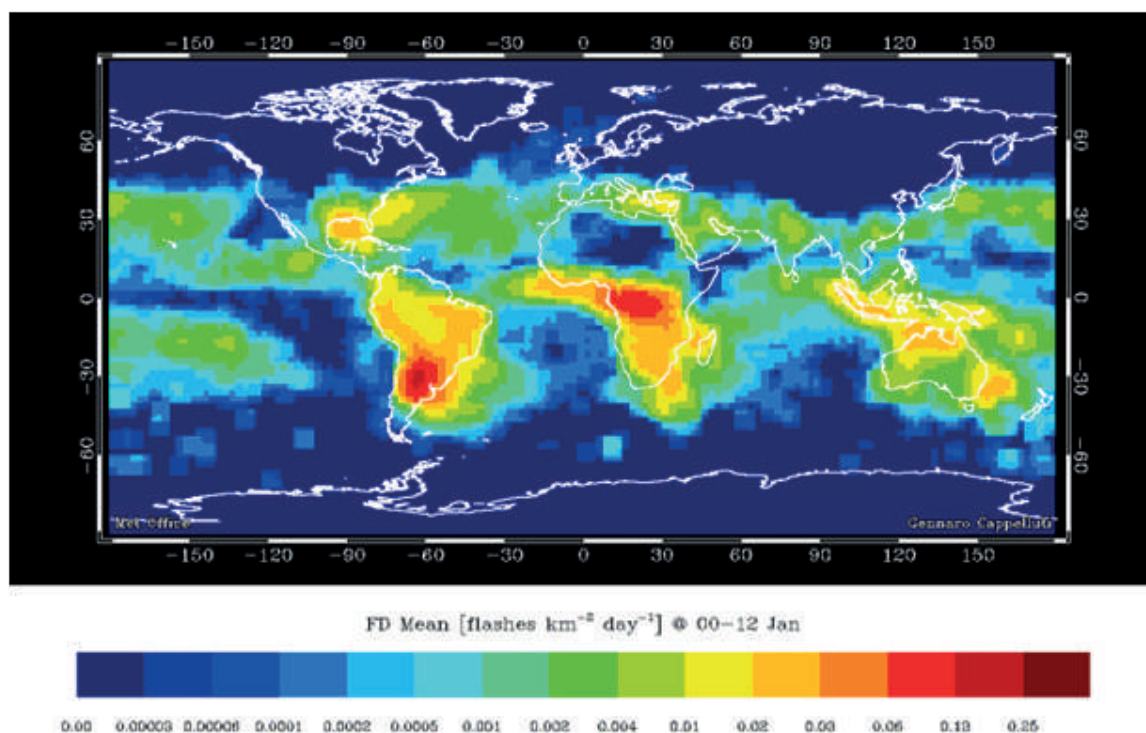 −150 −120 −90 −60 −30 0 30 60 90 120 150
60 60
30 30
0 0
−30 −30
−60 −60
Met Office Gennaro Cappelluti
−150 −120 −90 −60 −30 0 30 60 90 120 150
FD Mean [flashes km⁻² day⁻¹] @ 00−12 Jan
0.00 0.00003 0.00006 0.0001 0.0002 0.0005 0.001 0.002 0.004 0.01 0.02 0.03 0.06 0.13 0.25